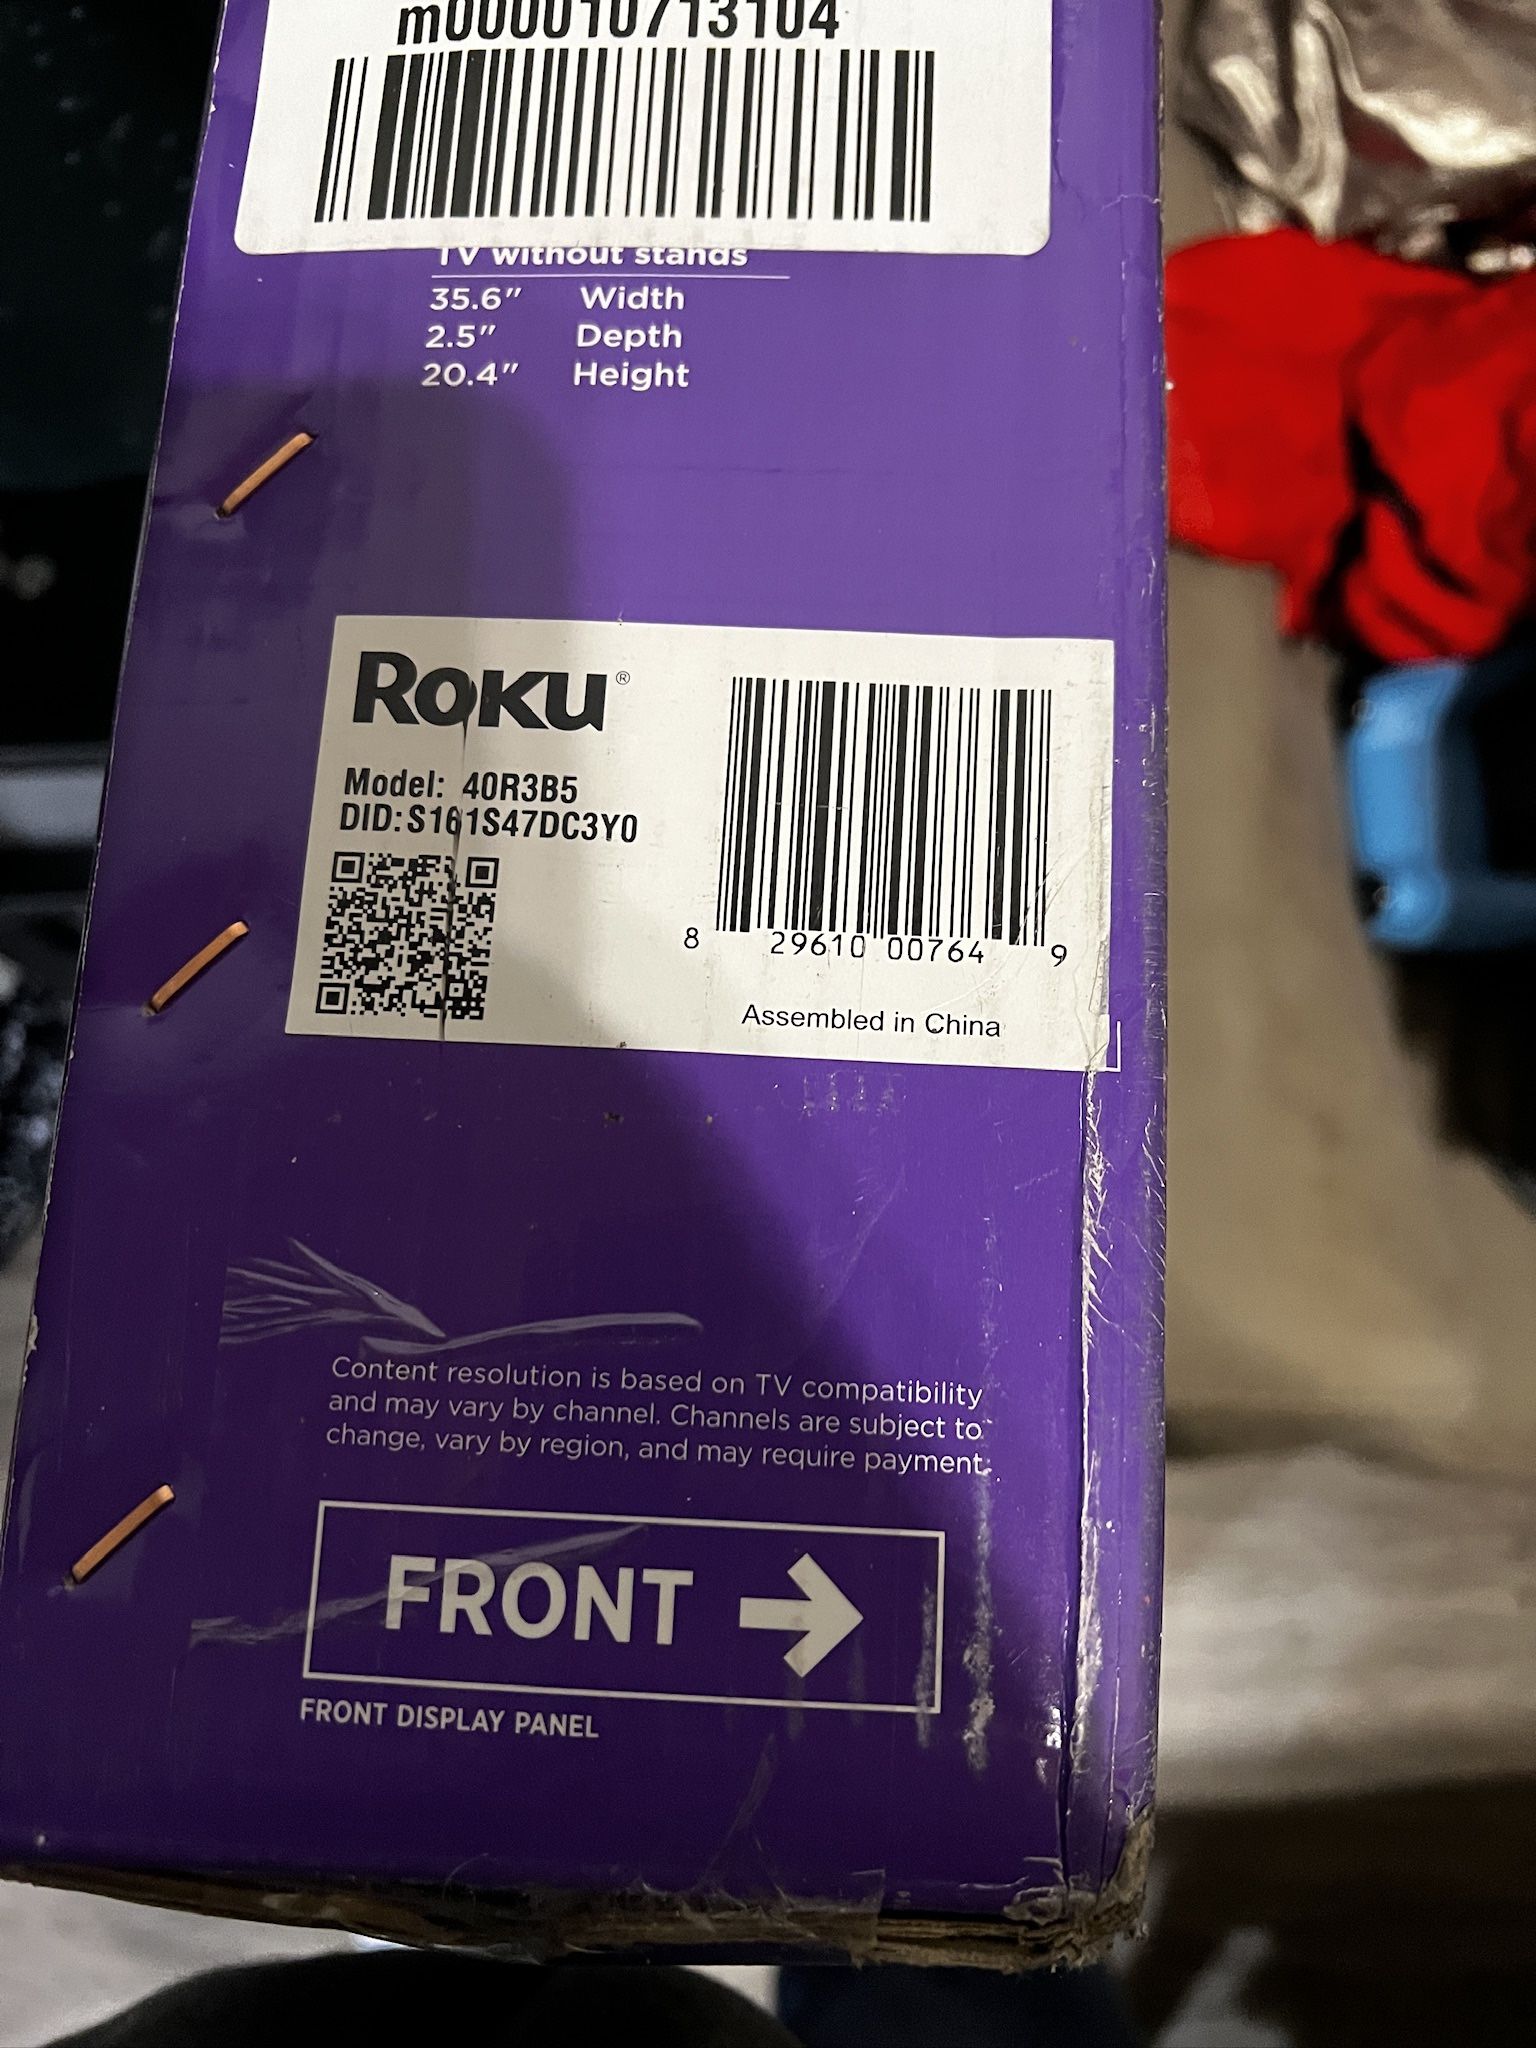 m000010713104
TV without stands
35.6" Width
2.5" Depth
20.4" Height
ROKU®
Model: 40R3B5
DID:S161S47DC3Y0
8 29610 00764 9
Assembled in China
Content resolution is based on TV compatibility
and may vary by channel. Channels are subject to
change, vary by region, and may require payment.
FRONT →
FRONT DISPLAY PANEL